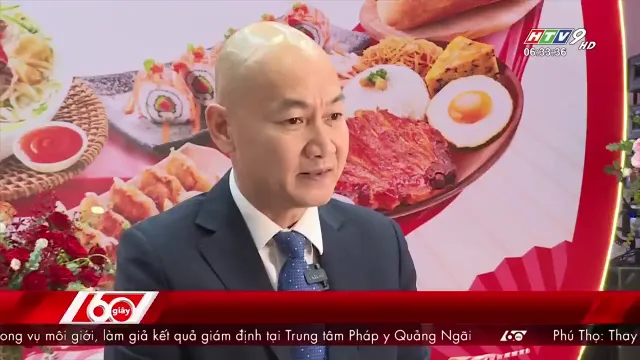 HTV9 HD
06:33:36
60 giây
ong vụ môi giới, làm giả kết quả giám định tại Trung tâm Pháp y Quảng Ngãi 60 Phú Thọ: Thay